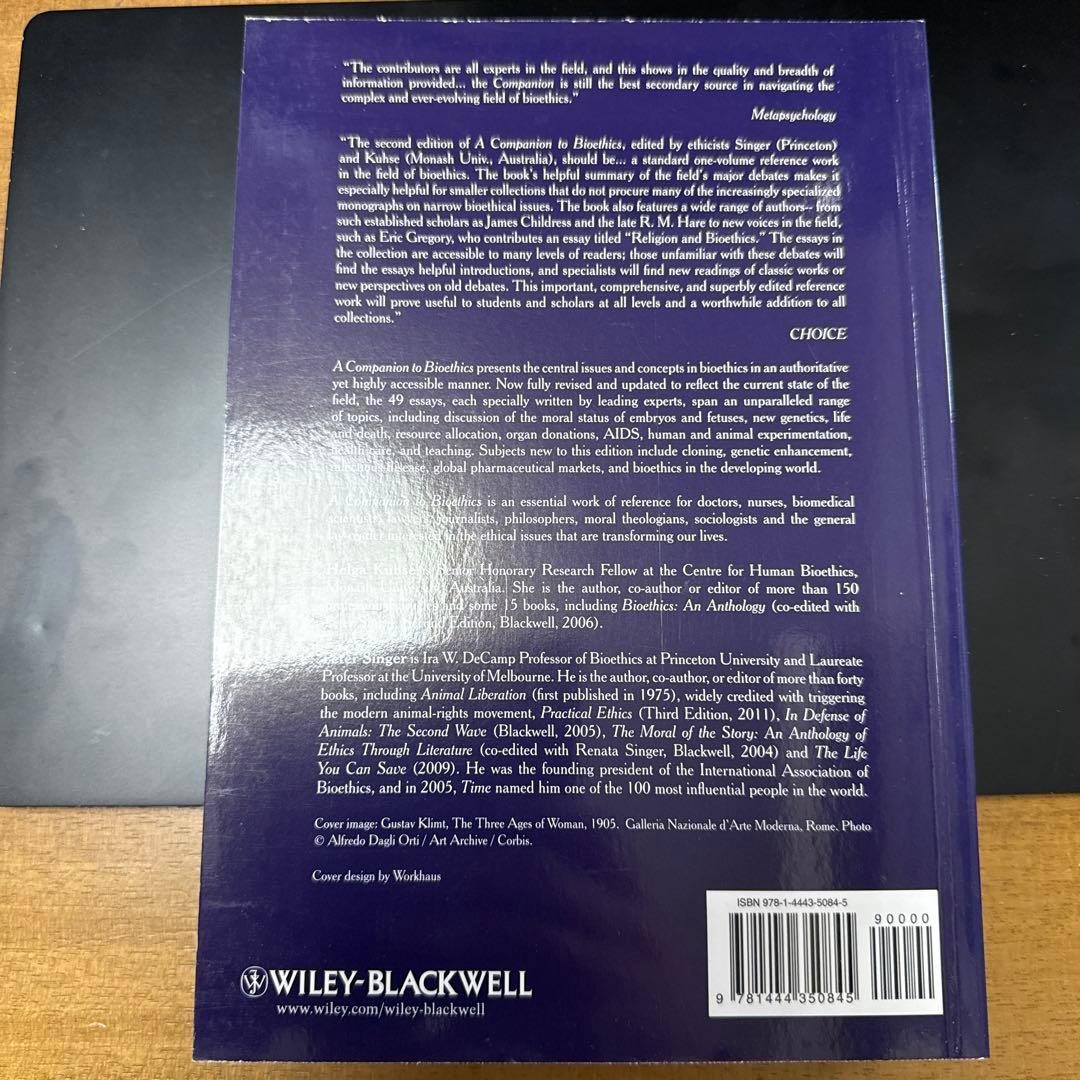 “The contributors are all experts in the field, and this shows in the quality and breadth of
information provided... the Companion is still the best secondary source in navigating the
complex and ever-evolving field of bioethics.”
Metapsychology
“The second edition of A Companion to Bioethics, edited by ethicists Singer (Princeton)
and Kuhse (Monash Univ., Australia), should be... a standard one-volume reference work
in the field of bioethics. The book’s helpful summary of the field’s major debates makes it
especially helpful for smaller collections that do not procure many of the increasingly specialized
monographs on narrow bioethical issues. The book also features a wide range of authors-- from
such established scholars as James Childress and the late R. M. Hare to new voices in the field,
such as Eric Gregory, who contributes an essay titled “Religion and Bioethics.” The essays in
the collection are accessible to many levels of readers; those unfamiliar with these debates will
find the essays helpful introductions, and specialists will find new readings of classic works or
new perspectives on old debates. This important, comprehensive, and superbly edited reference
work will prove useful to students and scholars at all levels and a worthwhile addition to all
collections.”
CHOICE
A Companion to Bioethics presents the central issues and concepts in bioethics in an authoritative
yet highly accessible manner. Now fully revised and updated to reflect the current state of the
field, the 49 essays, each specially written by leading experts, span an unparalleled range
of topics, including discussion of the moral status of embryos and fetuses, new genetics, life
and death, resource allocation, organ donations, AIDS, human and animal experimentation,
health care, and teaching. Subjects new to this edition include cloning, genetic enhancement,
infectious disease, global pharmaceutical markets, and bioethics in the developing world.
A Companion to Bioethics is an essential work of reference for doctors, nurses, biomedical
scientists, lawyers, journalists, philosophers, moral theologians, sociologists and the general
lay reader interested in the ethical issues that are transforming our lives.
Helga Kuhse is Senior Honorary Research Fellow at the Centre for Human Bioethics,
Monash University, Australia. She is the author, co-author or editor of more than 150
and some 15 books, including Bioethics: An Anthology (co-edited with
Peter Singer, Second Edition, Blackwell, 2006).
Peter Singer is Ira W. DeCamp Professor of Bioethics at Princeton University and Laureate
Professor at the University of Melbourne. He is the author, co-author, or editor of more than forty
books, including Animal Liberation (first published in 1975), widely credited with triggering
the modern animal-rights movement, Practical Ethics (Third Edition, 2011), In Defense of
Animals: The Second Wave (Blackwell, 2005), The Moral of the Story: An Anthology of
Ethics Through Literature (co-edited with Renata Singer, Blackwell, 2004) and The Life
You Can Save (2009). He was the founding president of the International Association of
Bioethics, and in 2005, Time named him one of the 100 most influential people in the world.
Cover image: Gustav Klimt, The Three Ages of Woman, 1905. Galleria Nazionale d’Arte Moderna, Rome. Photo
© Alfredo Dagli Orti / Art Archive / Corbis.
Cover design by Workhaus
ISBN 978-1-4443-5084-5
90000
9 781444 350845
WILEY-BLACKWELL
www.wiley.com/wiley-blackwell